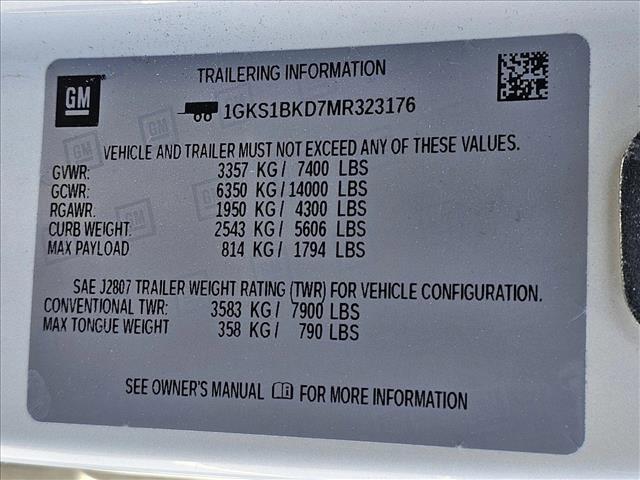 GM
TRAILERING INFORMATION
1GKS1BKD7MR323176
VEHICLE AND TRAILER MUST NOT EXCEED ANY OF THESE VALUES.
GVWR: 3357 KG/ 7400 LBS
GCWR: 6350 KG/14000 LBS
RGAWR: 1950 KG/ 4300 LBS
CURB WEIGHT: 2543 KG/ 5606 LBS
MAX PAYLOAD 814 KG/ 1794 LBS
SAE J2807 TRAILER WEIGHT RATING (TWR) FOR VEHICLE CONFIGURATION.
CONVENTIONAL TWR: 3583 KG/ 7900 LBS
MAX TONGUE WEIGHT 358 KG/ 790 LBS
SEE OWNER'S MANUAL FOR MORE INFORMATION